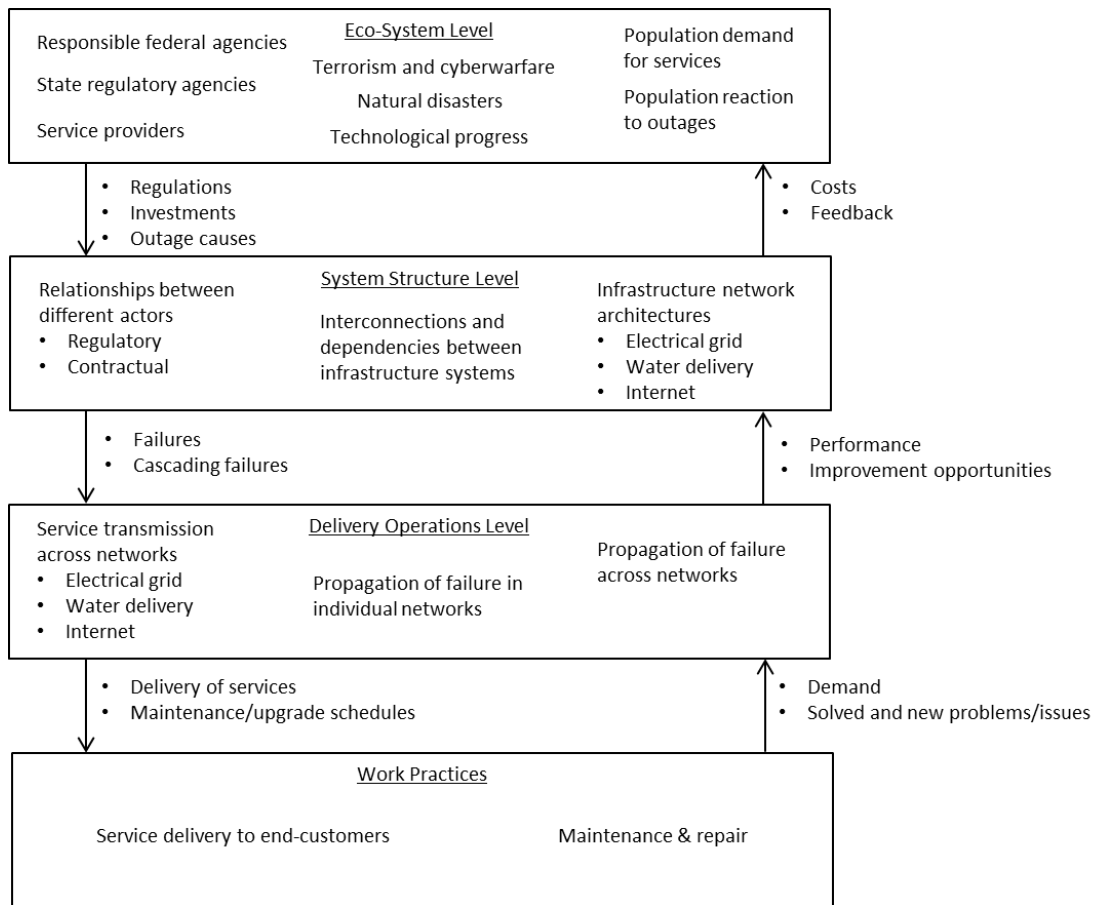 Eco-System Level
Responsible federal agencies
State regulatory agencies
Service providers
Terrorism and cyberwarfare
Natural disasters
Technological progress
Population demand
for services
Population reaction
to outages
• Regulations
• Investments
• Outage causes
• Costs
• Feedback
System Structure Level
Relationships between
different actors
• Regulatory
• Contractual
Interconnections and
dependencies between
infrastructure systems
Infrastructure network
architectures
• Electrical grid
• Water delivery
• Internet
• Failures
• Cascading failures
• Performance
• Improvement opportunities
Delivery Operations Level
Service transmission
across networks
• Electrical grid
• Water delivery
• Internet
Propagation of failure in
individual networks
Propagation of failure
across networks
• Delivery of services
• Maintenance/upgrade schedules
• Demand
• Solved and new problems/issues
Work Practices
Service delivery to end-customers
Maintenance & repair